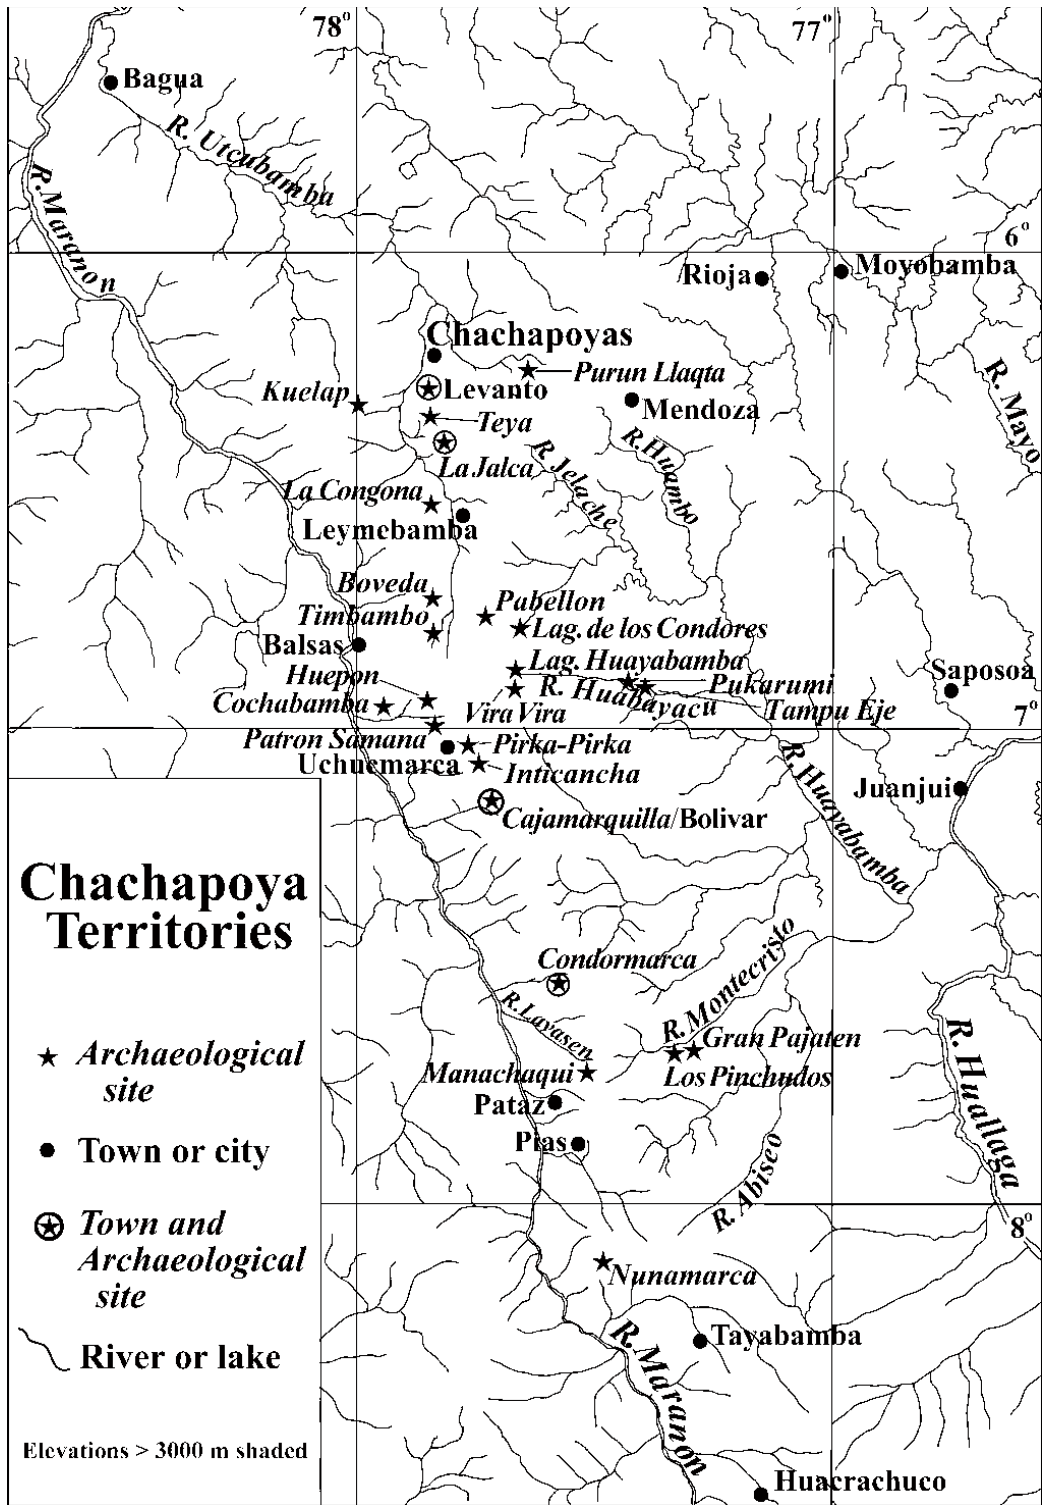 78°
77°
Bagua
R. Utcubamba
R. Maranon
6°
Rioja
Moyobamba
Chachapoyas
Purun Llaqta
Kuelap
Levanto
Mendoza
R. Mayo
Teya
La Jalca
R. Jelache
R. Huambo
La Congona
Leymebamba
Boveda
Pabellon
Timbambo
Lag. de los Condores
Balsas
Lag. Huayabamba
Saposoa
Huepon
R. Huabayacu
Pukarumi
Cochabamba
Vira Vira
Tampu Eje
7°
Patron Samana
Pirka-Pirka
Uchucmarca
Inticancha
R. Huayabamba
Juanjui
Cajamarquilla/Bolivar
Chachapoya
Territories
Condormarca
R. Montecristo
R. Lavasen
Gran Pajaten
R. Huallaga
Archaeological
site
Manachaqui
Los Pinchudos
Pataz
Town or city
Pias
R. Abiseo
Town and
Archaeological
site
8°
Nunamarca
River or lake
R. Maranon
Tayabamba
Elevations > 3000 m shaded
Huacrachuco